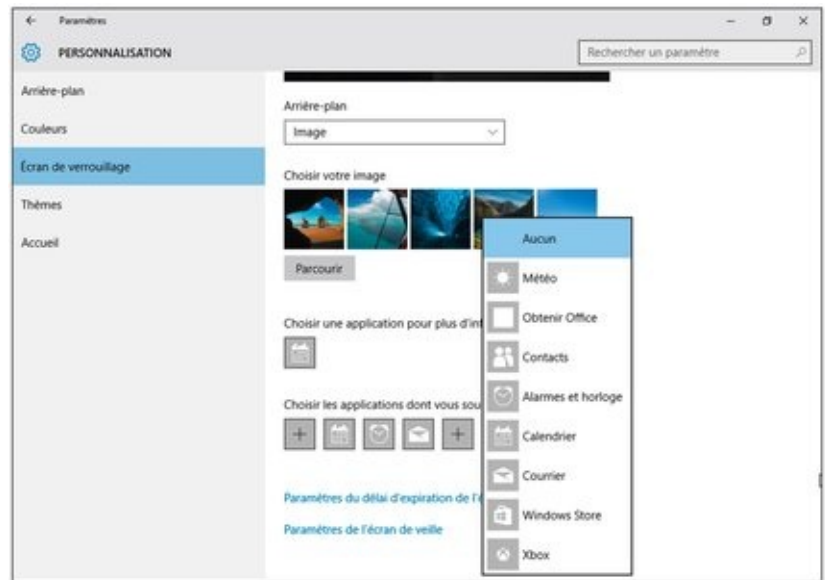 Paramètres
PERSONNALISATION
Rechercher un paramètre
Arrière-plan
Couleurs
Écran de verrouillage
Thèmes
Accueil
Arrière-plan
Image
Choisir votre image
Parcourir
Choisir une application pour plus
Choisir les applications dont vous
Paramètres du délai d'expiration de
Paramètres de l'écran de veille
Aucun
Météo
Obtenir Office
Contacts
Alarmes et horloge
Calendrier
Courrier
Windows Store
Xbox